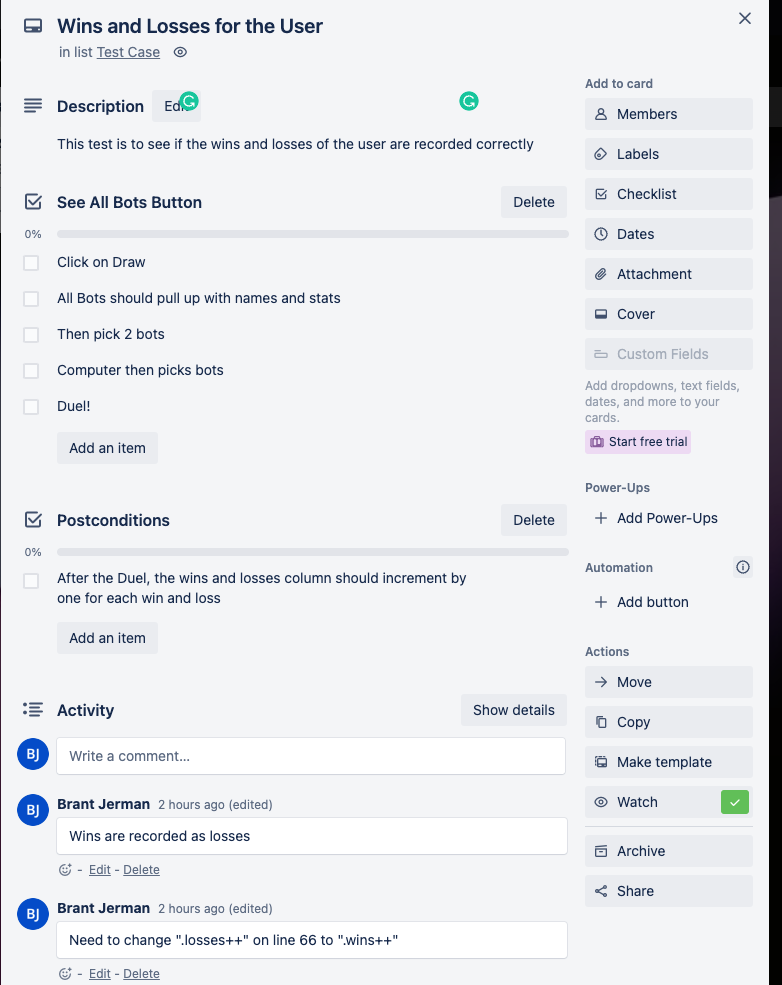 Wins and Losses for the User
in list Test Case
Add to card
Description
Members
This test is to see if the wins and losses of the user are recorded correctly
Labels
See All Bots Button
Delete
Checklist
0%
Dates
Click on Draw
Attachment
All Bots should pull up with names and stats
Cover
Then pick 2 bots
Custom Fields
Computer then picks bots
Add dropdowns, text fields,
dates, and more to your
cards.
Duel!
Start free trial
Add an item
Power-Ups
Postconditions
Delete
Add Power-Ups
0%
Automation
After the Duel, the wins and losses column should increment by
one for each win and loss
Add button
Add an item
Actions
Move
Activity
Show details
Copy
BJ
Write a comment...
Make template
BJ
Brant Jerman 2 hours ago (edited)
Watch
Wins are recorded as losses
Archive
- Edit - Delete
Share
BJ
Brant Jerman 2 hours ago (edited)
Need to change ".losses++" on line 66 to ".wins++"
- Edit - Delete